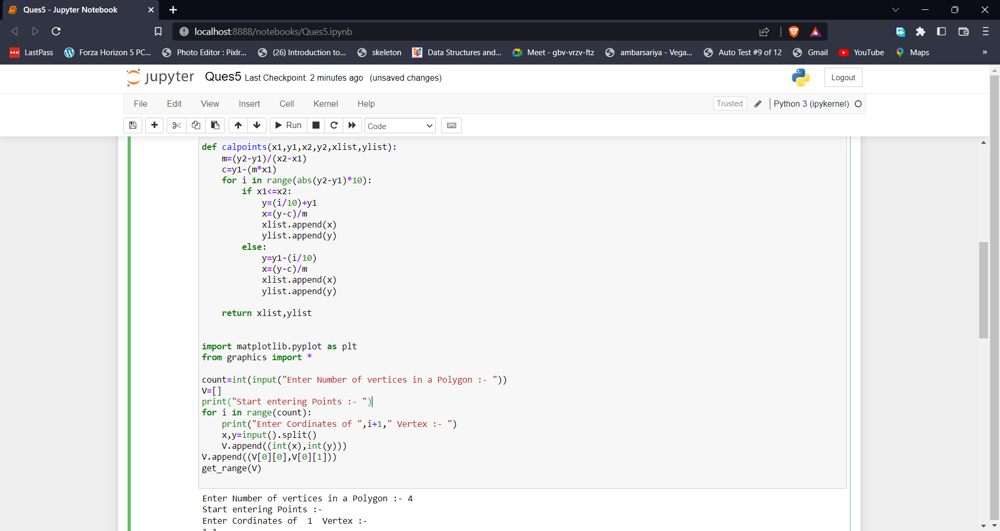 Ques5 - Jupyter Notebook
localhost:8888/notebooks/Ques5.ipynb
LastPass Forza Horizon 5 PC... Photo Editor : Pixlr... (26) Introduction to... skeleton Data Structures and... Meet - gbv-vrzv-ftz ambarsariya - Vega... Auto Test #9 of 12 Gmail YouTube Maps »
jupyter Ques5 Last Checkpoint: 2 minutes ago (unsaved changes) Logout
File Edit View Insert Cell Kernel Help Trusted Python 3 (ipykernel)
Run Code
def calpoints(x1,y1,x2,y2,xlist,ylist):
    m=(y2-y1)/(x2-x1)
    c=y1-(m*x1)
    for i in range(abs(y2-y1)*10):
        if x1<=x2:
            y=(i/10)+y1
            x=(y-c)/m
            xlist.append(x)
            ylist.append(y)
        else:
            y=y1-(i/10)
            x=(y-c)/m
            xlist.append(x)
            ylist.append(y)
    return xlist,ylist
import matplotlib.pyplot as plt
from graphics import *
count=int(input("Enter Number of vertices in a Polygon :- "))
V=[]
print("Start entering Points :- ")
for i in range(count):
    print("Enter Cordinates of ",i+1," Vertex :- ")
    x,y=input().split()
    V.append((int(x),int(y)))
V.append((V[0][0],V[0][1]))
get_range(V)
Enter Number of vertices in a Polygon :- 4
Start entering Points :-
Enter Cordinates of  1  Vertex :-